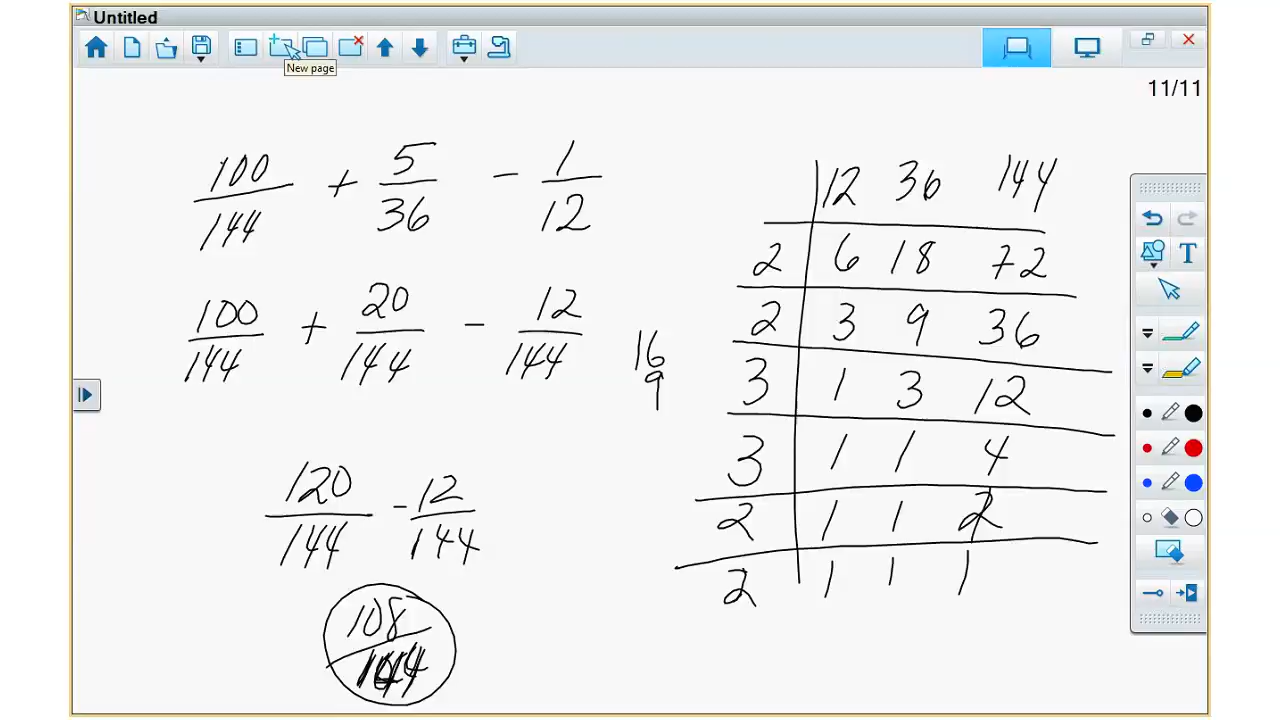 Untitled
New page
11/11
100/144 + 5/36 - 1/12
100/144 + 20/144 - 12/144
16
9
120/144 - 12/144
108/144
12 36 144
2 6 18 72
2 3 9 36
3 1 3 12
3 1 1 4
2 1 1 2
2 1 1 1
T